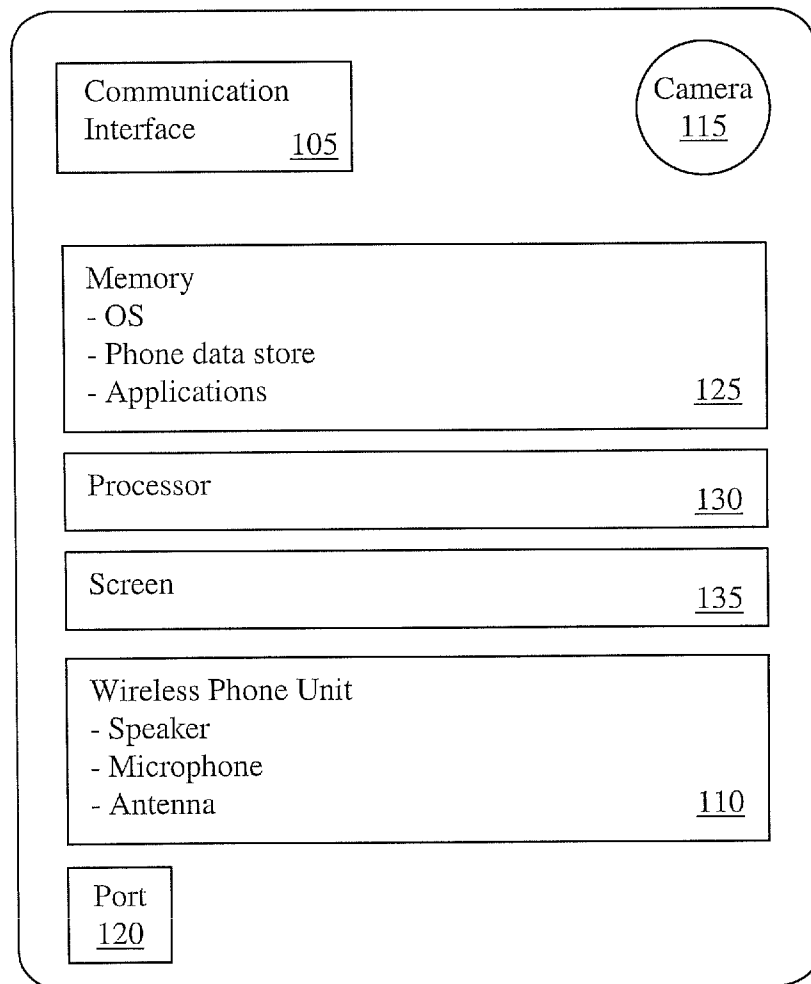 Communication
Interface
105
Camera
115
Memory
- OS
- Phone data store
- Applications
125
Processor
130
Screen
135
Wireless Phone Unit
- Speaker
- Microphone
- Antenna
110
Port
120